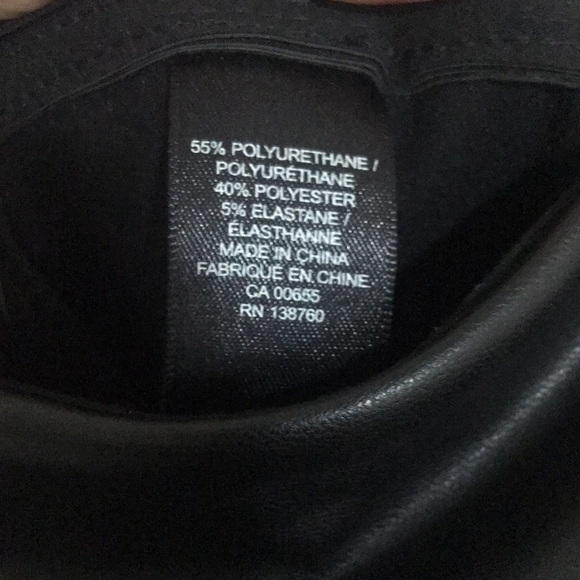 55% POLYURETHANE /
POLYURÉTHANE
40% POLYESTER
5% ELASTANE /
ÉLASTHANNE
MADE IN CHINA
FABRIQUÉ EN CHINE
CA 00655
RN 138760